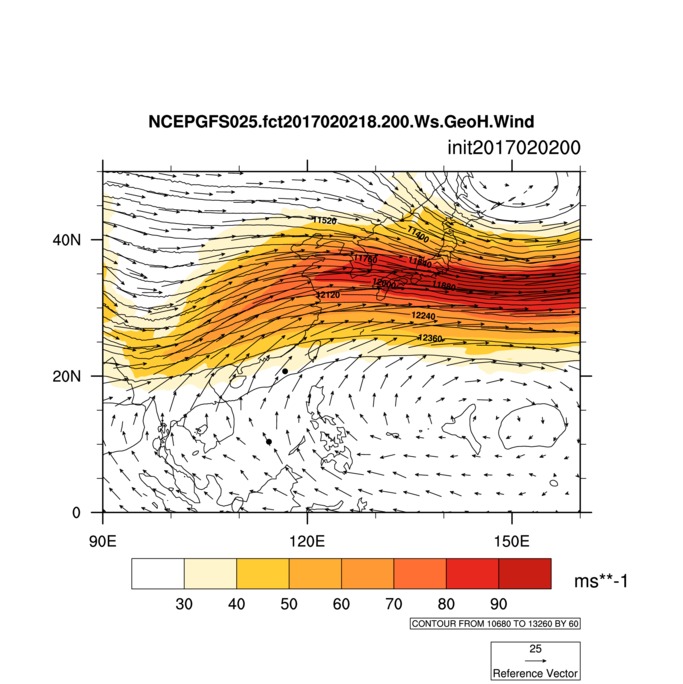 NCEPGFS025.fct2017020218.200.Ws.GeoH.Wind
init2017020200
11520
11400
40N
11760
11640
12000
11880
12120
12240
12360
20N
0
90E 120E 150E
ms**-1
30 40 50 60 70 80 90
CONTOUR FROM 10680 TO 13260 BY 60
25
Reference Vector